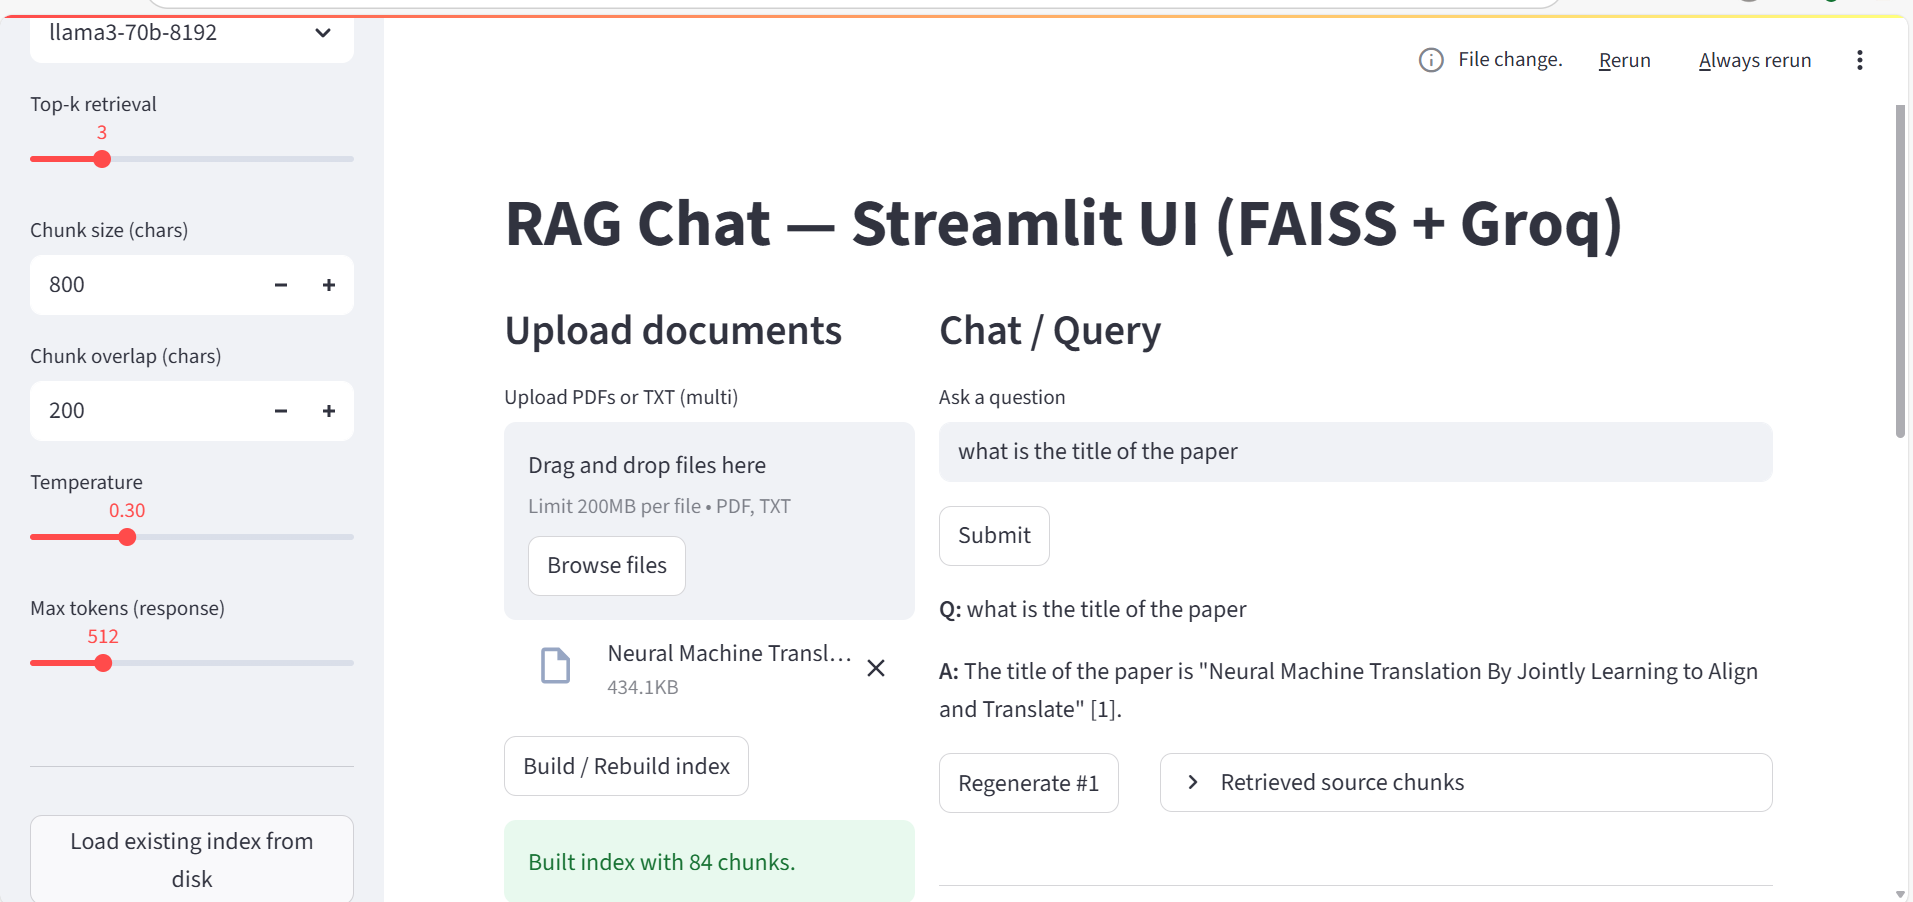 llama3-70b-8192
Top-k retrieval
3
Chunk size (chars)
800
Chunk overlap (chars)
200
Temperature
0.30
Max tokens (response)
512
Load existing index from
disk
File change.
Rerun
Always rerun
RAG Chat — Streamlit UI (FAISS + Groq)
Upload documents
Upload PDFs or TXT (multi)
Drag and drop files here
Limit 200MB per file • PDF, TXT
Browse files
Neural Machine Transl...
434.1KB
Build / Rebuild index
Built index with 84 chunks.
Chat / Query
Ask a question
what is the title of the paper
Submit
Q: what is the title of the paper
A: The title of the paper is "Neural Machine Translation By Jointly Learning to Align
and Translate" [1].
Regenerate #1
Retrieved source chunks